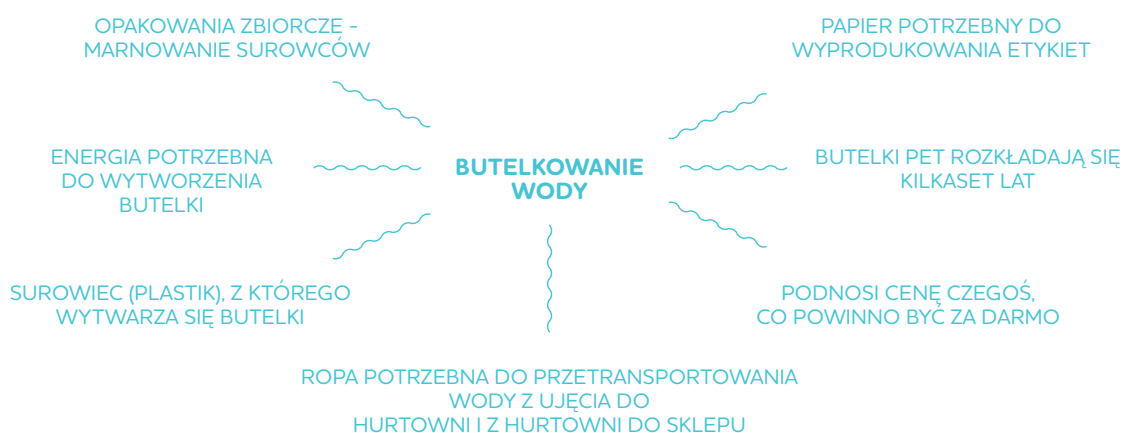 OPAKOWANIA ZBIORCZE -
MARNOWANIE SUROWCÓW
PAPIER POTRZEBNY DO
WYPRODUKOWANIA ETYKIET
ENERGIA POTRZEBNA
DO WYTWORZENIA
BUTELKI
BUTELKOWANIE
WODY
BUTELKI PET ROZKŁADAJĄ SIĘ
KILKASET LAT
SUROWIEC (PLASTIK), Z KTÓREGO
WYTWARZA SIĘ BUTELKI
PODNOSI CENĘ CZEGOŚ,
CO POWINNO BYĆ ZA DARMO
ROPA POTRZEBNA DO PRZETRANSPORTOWANIA
WODY Z UJĘCIA DO
HURTOWNI I Z HURTOWNI DO SKLEPU